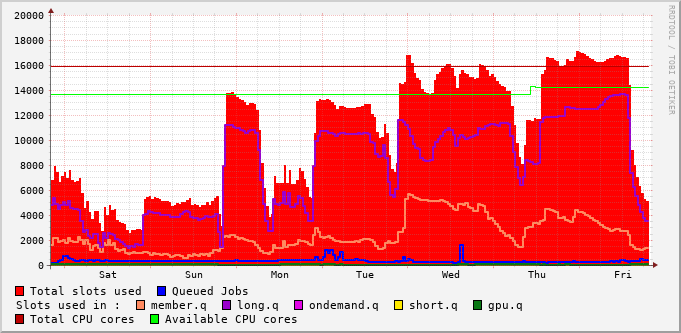 RRDTOOL / TOBI OETIKER
20000
18000
16000
14000
12000
10000
8000
6000
4000
2000
0
Sat Sun Mon Tue Wed Thu Fri
Total slots used Queued Jobs
Slots used in : member.q long.q ondemand.q short.q gpu.q
Total CPU cores Available CPU cores